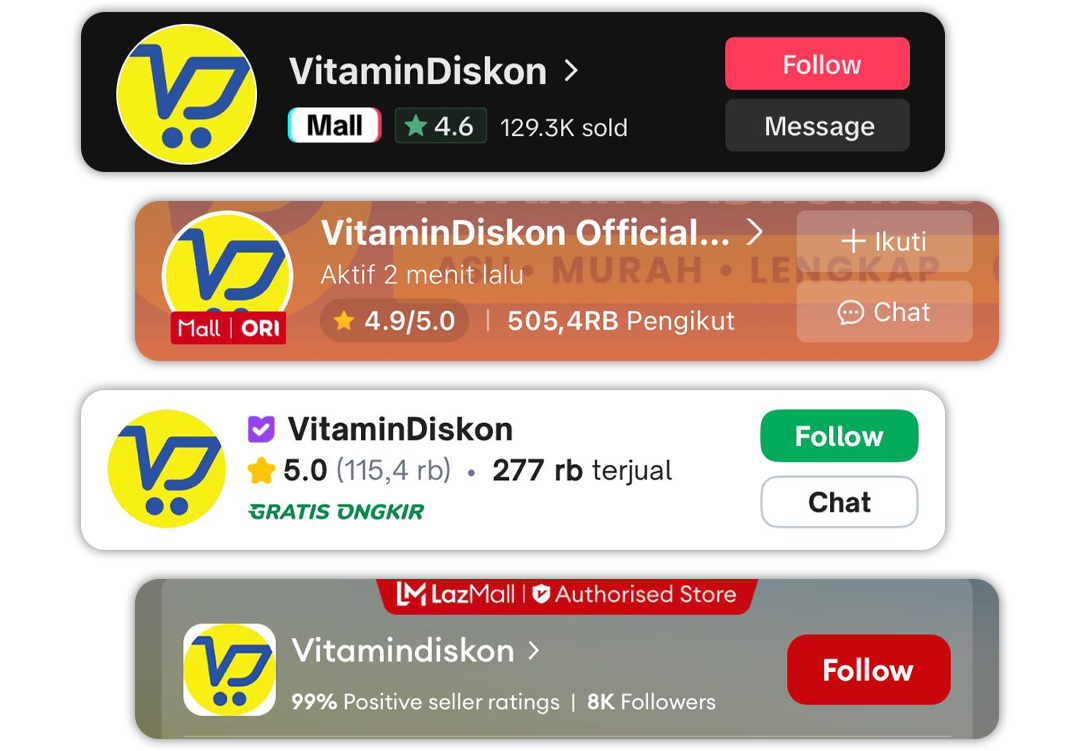 VitaminDiskon >
Follow
Mall ★ 4.6 129.3K sold
Message
VitaminDiskon Official... >
+ Ikuti
Aktif 2 menit lalu
• MURAH • LENGKAP
Mall | ORI
★ 4.9/5.0 | 505,4RB Pengikut
Chat
VitaminDiskon
Follow
★ 5.0 (115,4 rb) • 277 rb terjual
Chat
GRATIS ONGKIR
LazMall | Authorised Store
Vitamindiskon >
Follow
99% Positive seller ratings | 8K Followers